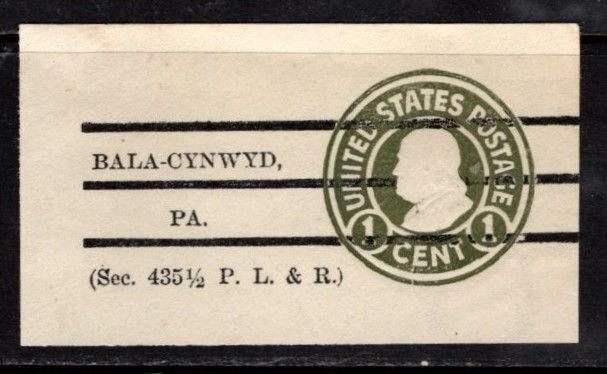 BALA-CYNWYD,
PA.
(Sec. 435½ P. L. & R.)
UNITED STATES POSTAGE
1 CENT 1